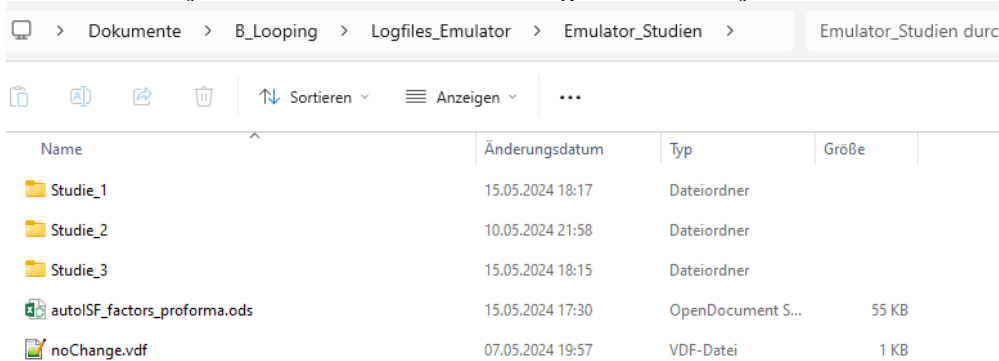 Dokumente > B_Looping > Logfiles_Emulator > Emulator_Studien > Emulator_Studien durc
Sortieren Anzeigen ...
Name Änderungsdatum Typ Größe
Studie_1 15.05.2024 18:17 Dateiordner
Studie_2 10.05.2024 21:58 Dateiordner
Studie_3 15.05.2024 18:15 Dateiordner
autoISF_factors_proforma.ods 15.05.2024 17:30 OpenDocument S... 55 KB
noChange.vdf 07.05.2024 19:57 VDF-Datei 1 KB